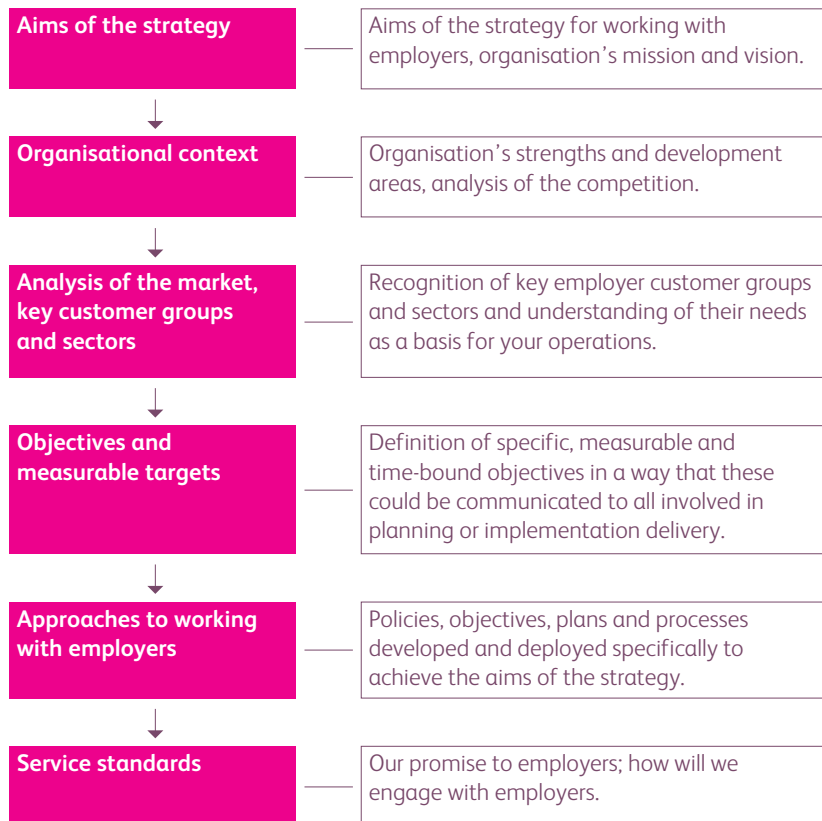 Aims of the strategy
Aims of the strategy for working with
employers, organisation’s mission and vision.
Organisational context
Organisation’s strengths and development
areas, analysis of the competition.
Analysis of the market,
key customer groups
and sectors
Recognition of key employer customer groups
and sectors and understanding of their needs
as a basis for your operations.
Objectives and
measurable targets
Definition of specific, measurable and
time-bound objectives in a way that these
could be communicated to all involved in
planning or implementation delivery.
Approaches to working
with employers
Policies, objectives, plans and processes
developed and deployed specifically to
achieve the aims of the strategy.
Service standards
Our promise to employers; how will we
engage with employers.